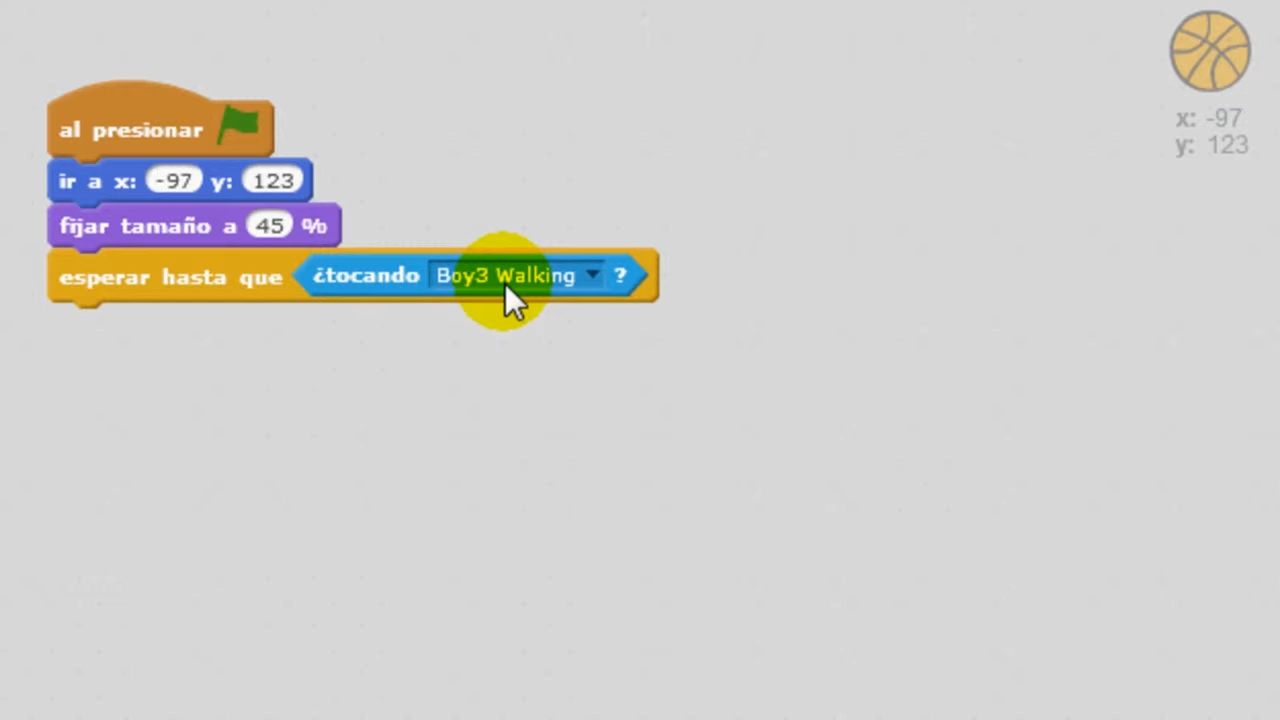 al presionar
ir a x: -97 y: 123
fijar tamaño a 45 %
esperar hasta que ¿tocando Boy3 Walking ?
x: -97
y: 123